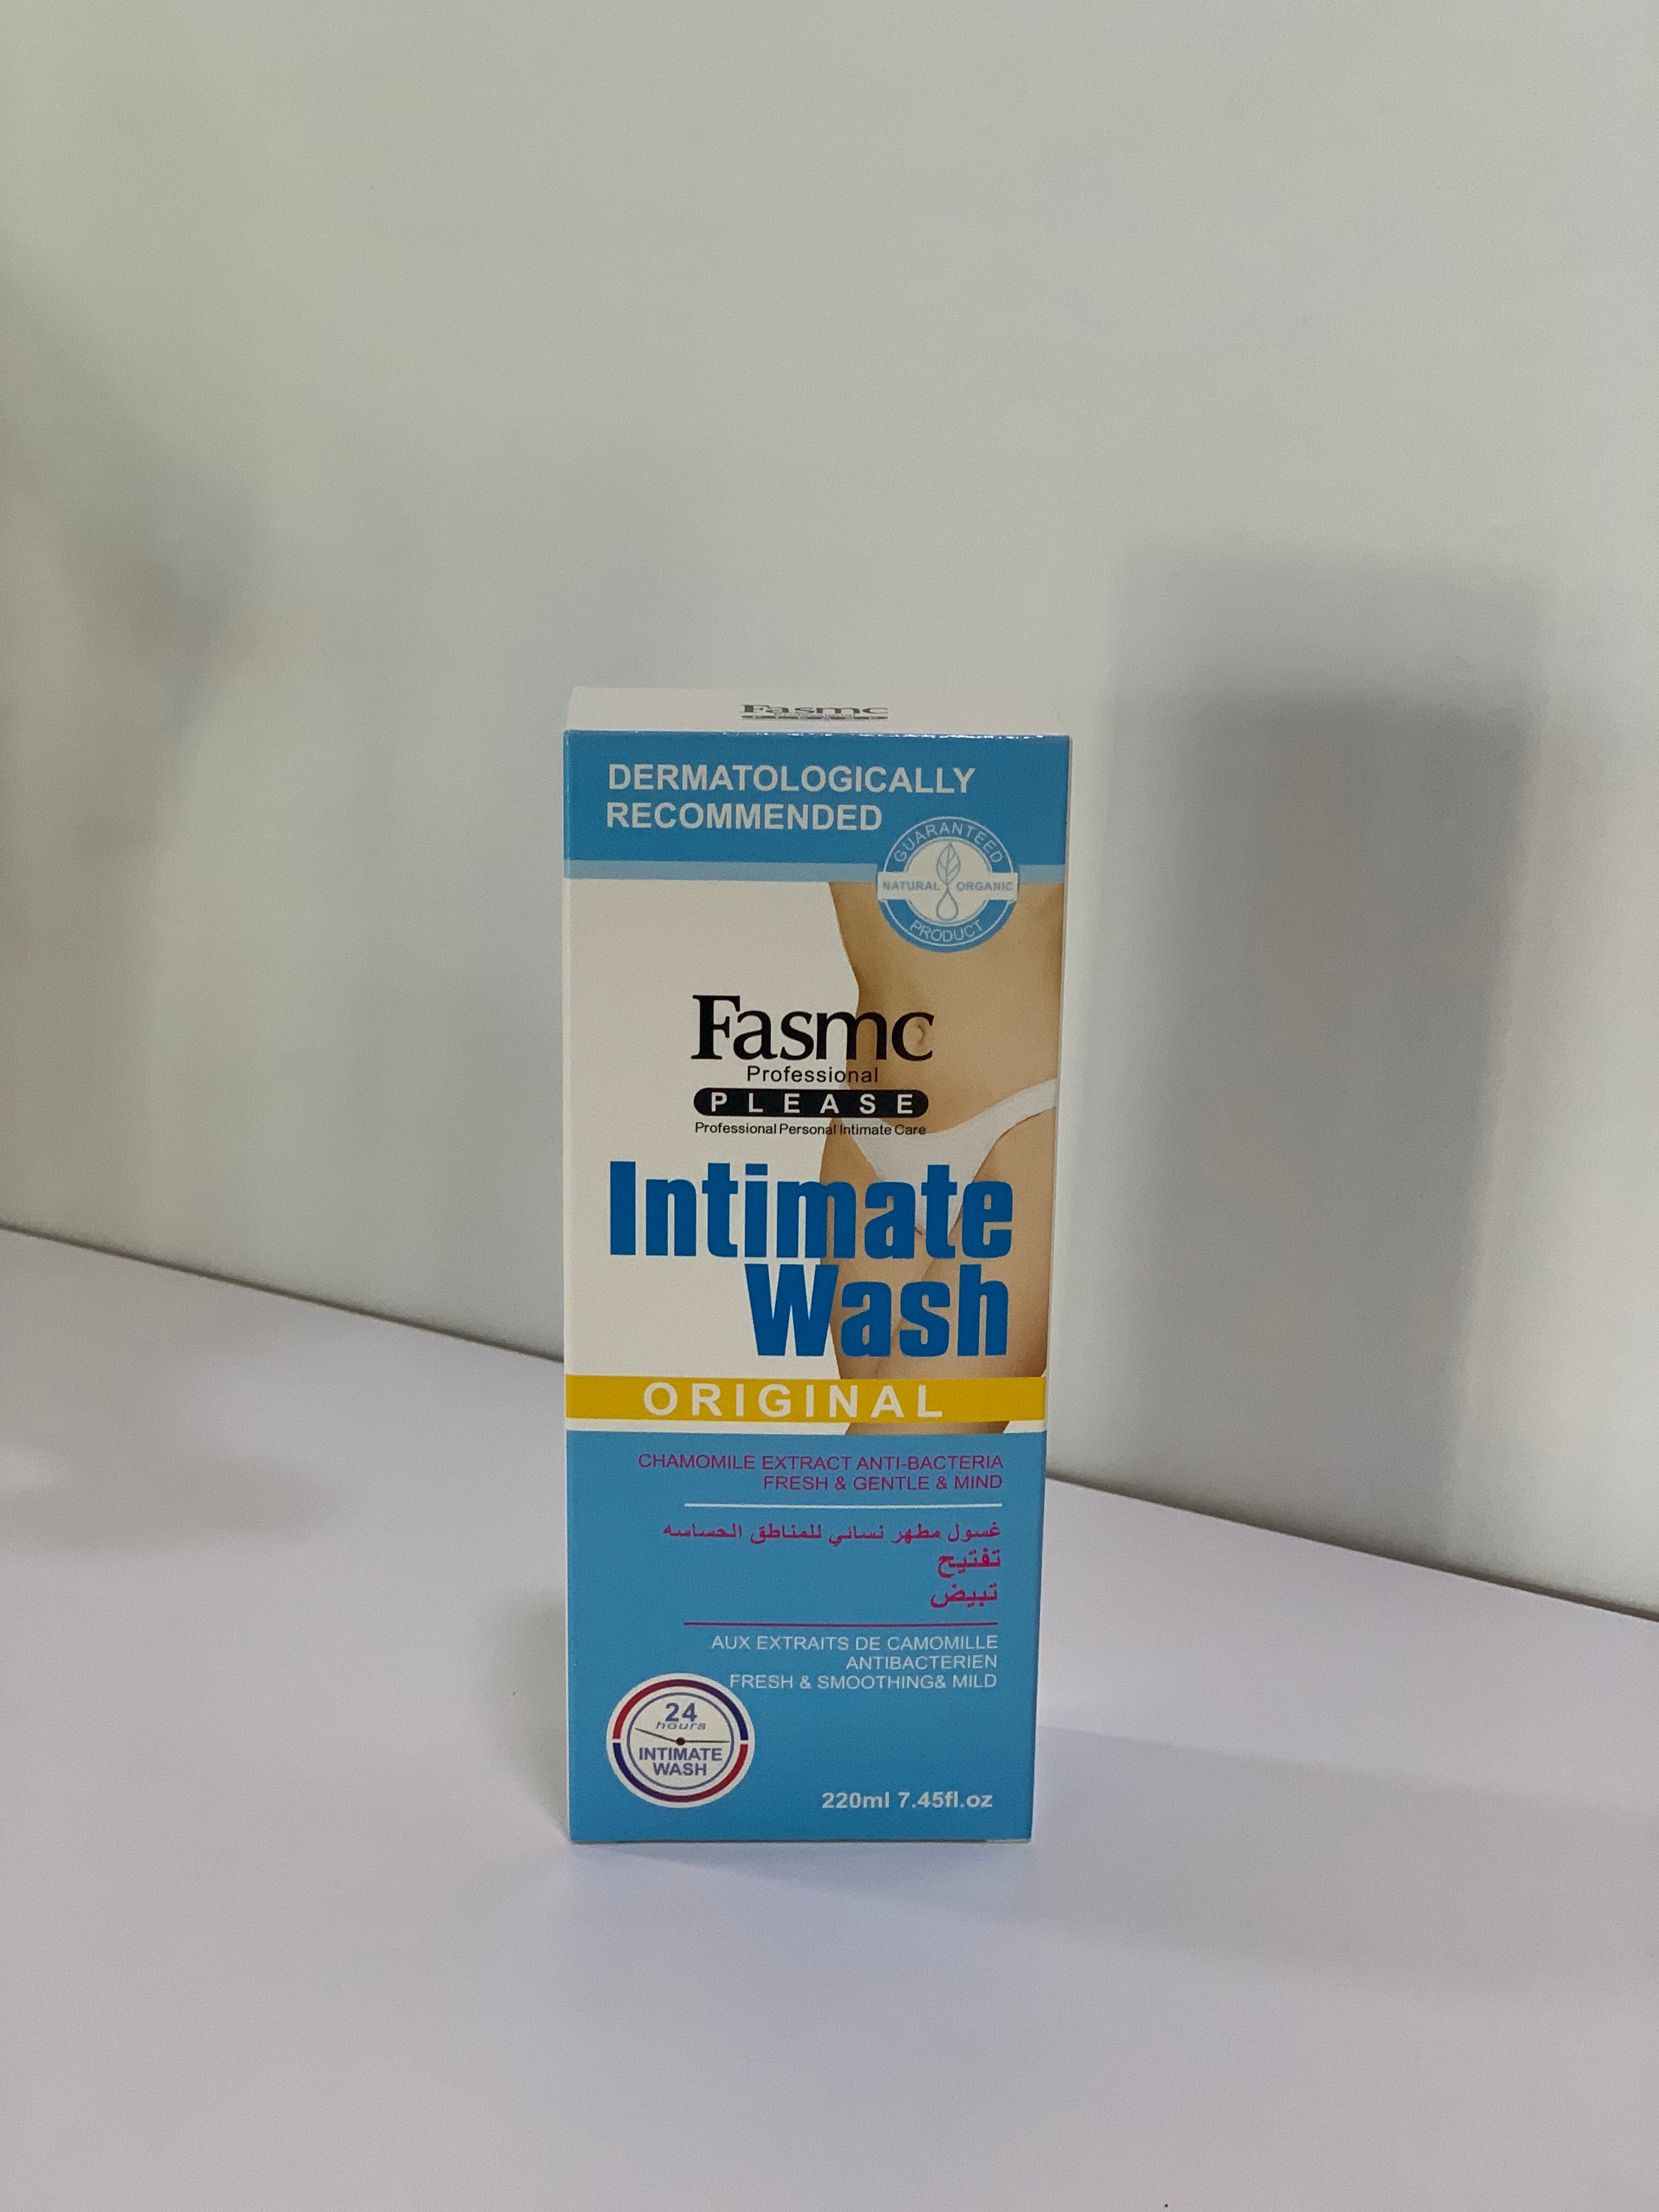 Fasmc
DERMATOLOGICALLY
RECOMMENDED
GUARANTEED
NATURAL ORGANIC
PRODUCT
Fasmc
Professional
PLEASE
Professional Personal Intimate Care
Intimate
Wash
ORIGINAL
CHAMOMILE EXTRACT ANTI-BACTERIA
FRESH & GENTLE & MIND
غسول مطهر نسائي للمناطق الحساسه
تفتيح
تبيض
AUX EXTRAITS DE CAMOMILLE
ANTIBACTERIEN
FRESH & SMOOTHING& MILD
24
hours
INTIMATE
WASH
220ml 7.45fl.oz